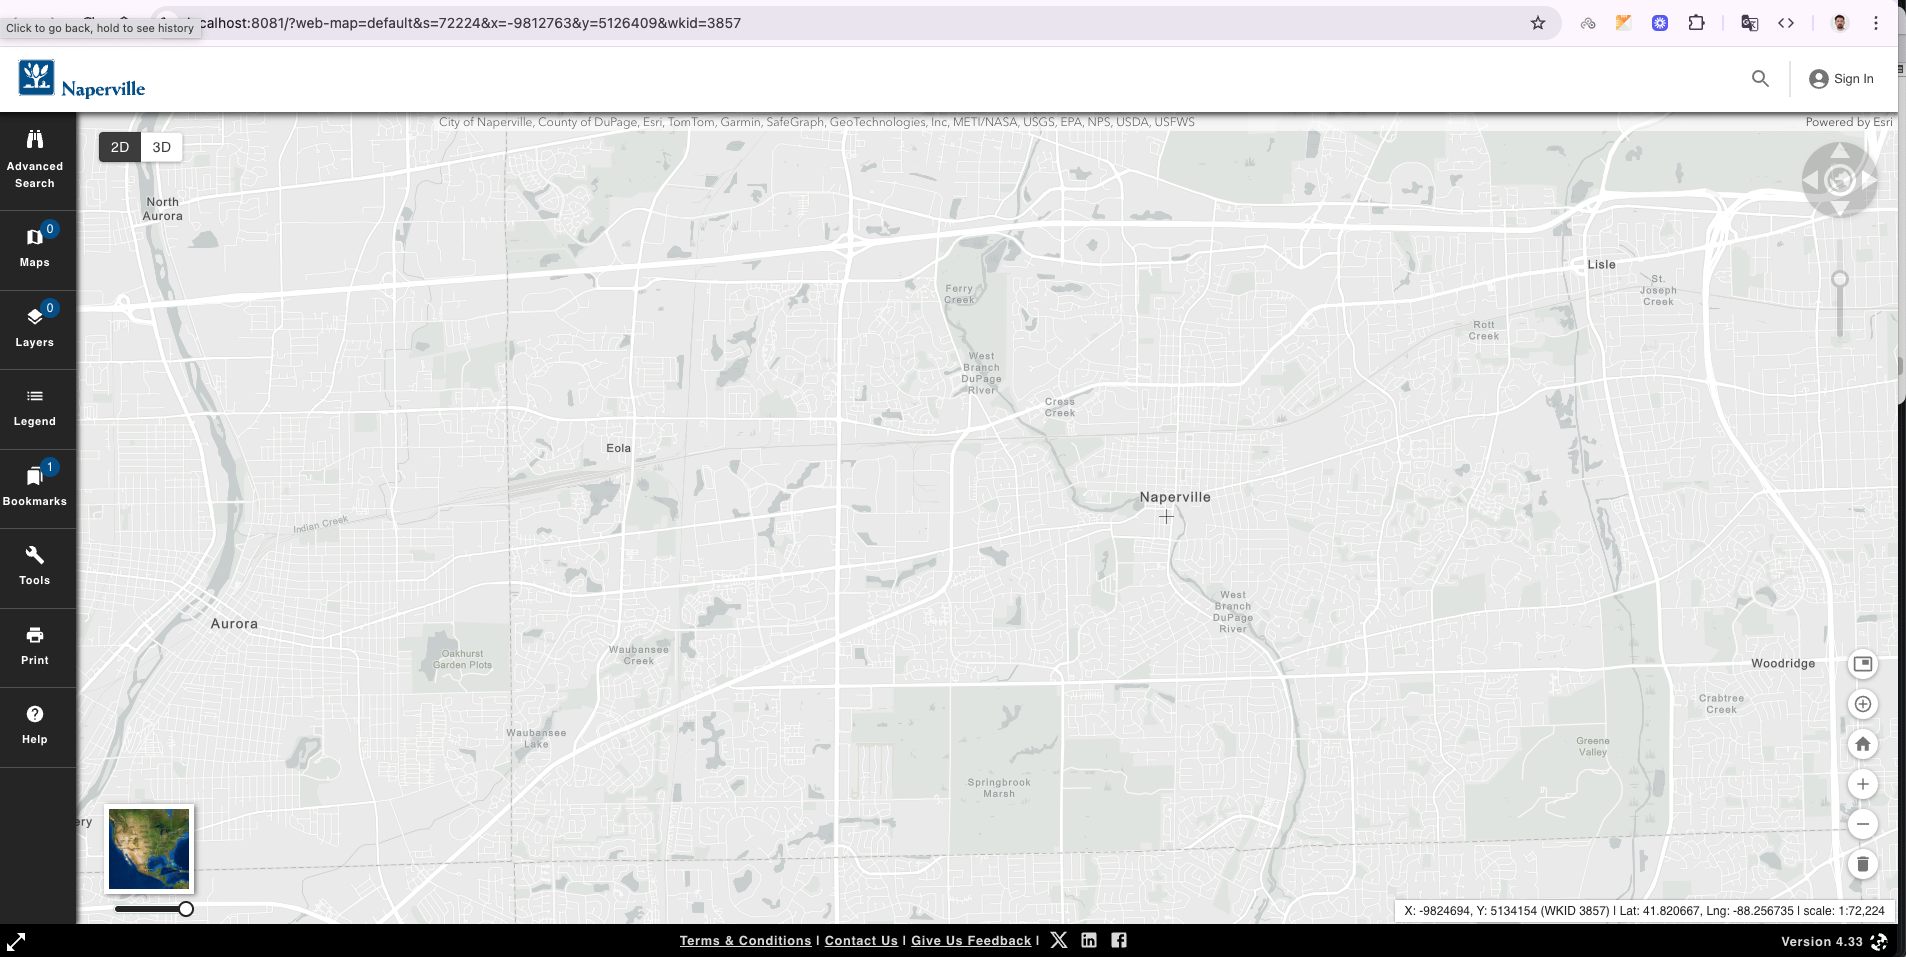 localhost:8081/?web-map=default&s=72224&x=-9812763&y=5126409&wkid=3857
Click to go back, hold to see history
Naperville
Sign In
City of Naperville, County of DuPage, Esri, TomTom, Garmin, SafeGraph, GeoTechnologies, Inc, METI/NASA, USGS, EPA, NPS, USDA, USFWS
Powered by Esri
2D
3D
Advanced
Search
0
Maps
0
Layers
Legend
1
Bookmarks
Tools
Print
Help
North
Aurora
Lisle
St.
Joseph
Creek
Ferry
Creek
Rott
Creek
West
Branch
DuPage
River
Cress
Creek
Eola
Naperville
Indian Creek
West
Branch
DuPage
River
Aurora
Oakhurst
Garden Plots
Waubansee
Creek
Woodridge
Crabtree
Creek
Waubansee
Lake
Greene
Valley
Springbrook
Marsh
ery
X: -9824694, Y: 5134154 (WKID 3857) | Lat: 41.820667, Lng: -88.256735 | scale: 1:72,224
Terms & Conditions | Contact Us | Give Us Feedback |
Version 4.33